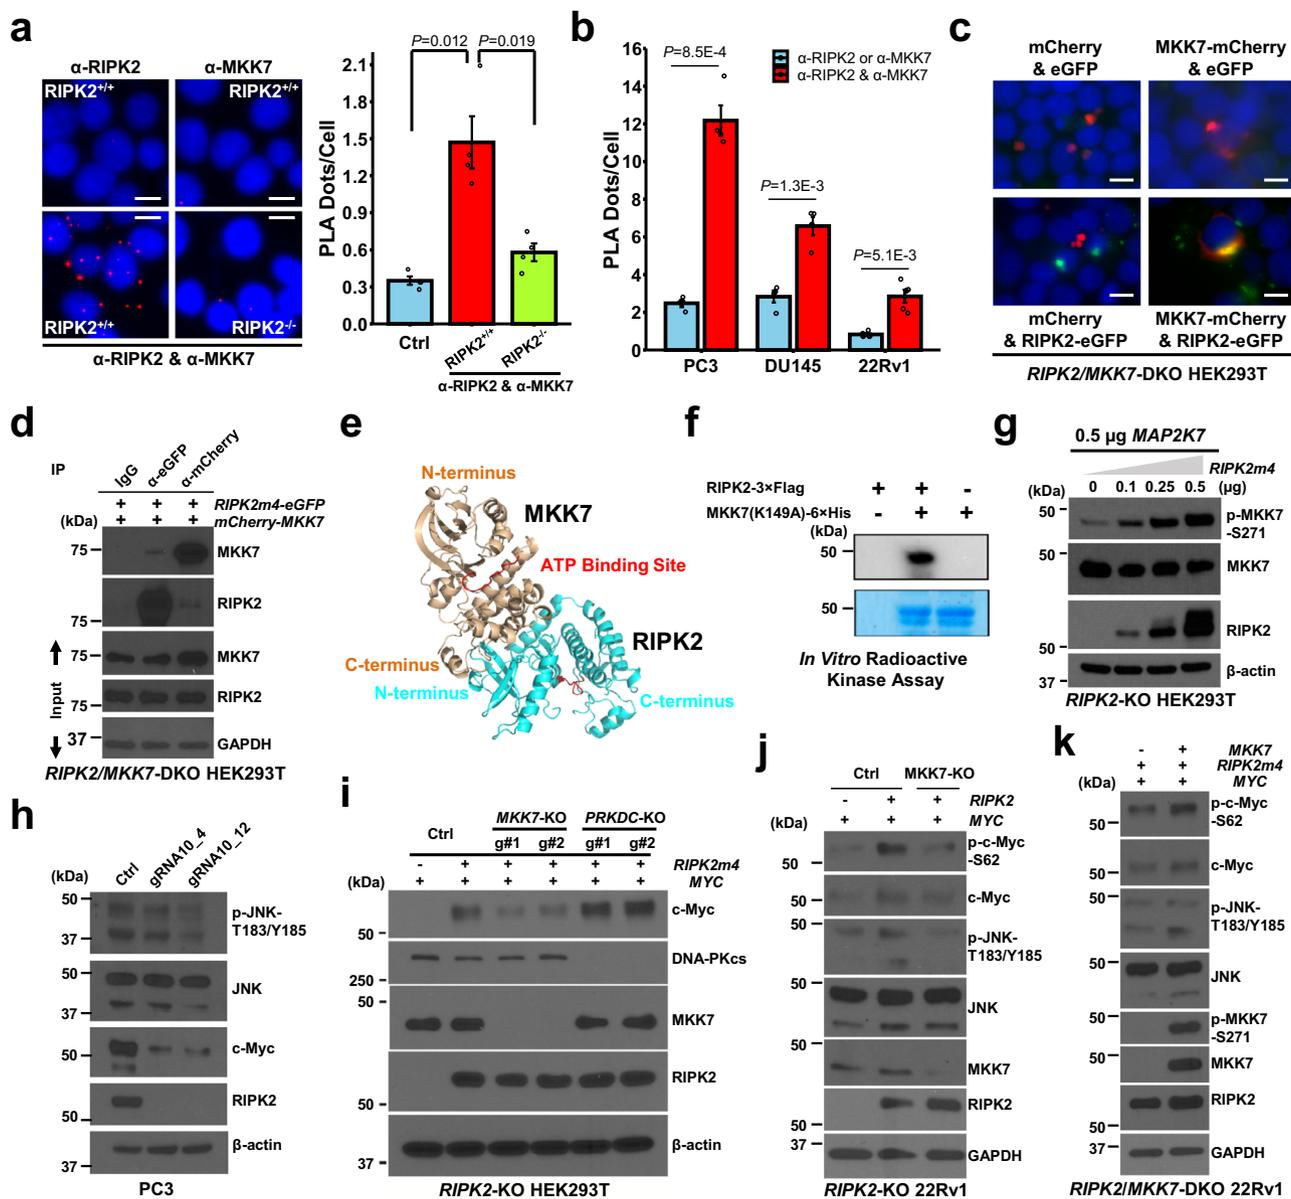 a
α-RIPK2
α-MKK7
RIPK2+/+
RIPK2+/+
RIPK2+/+
RIPK2-/-
α-RIPK2 & α-MKK7
PLA Dots/Cell
2.1
1.8
1.5
1.2
0.9
0.6
0.3
0.0
P=0.012
P=0.019
Ctrl
RIPK2+/+
RIPK2-/-
α-RIPK2 & α-MKK7
b
PLA Dots/Cell
16
14
12
10
8
6
4
2
0
P=8.5E-4
P=1.3E-3
P=5.1E-3
α-RIPK2 or α-MKK7
α-RIPK2 & α-MKK7
PC3
DU145
22Rv1
c
mCherry
& eGFP
MKK7-mCherry
& eGFP
mCherry
& RIPK2-eGFP
MKK7-mCherry
& RIPK2-eGFP
RIPK2/MKK7-DKO HEK293T
d
IP
IgG
α-eGFP
α-mCherry
+ + + RIPK2m4-eGFP
+ + + mCherry-MKK7
(kDa)
75
MKK7
75
RIPK2
75
MKK7
75
RIPK2
37
GAPDH
Input
RIPK2/MKK7-DKO HEK293T
e
N-terminus
MKK7
ATP Binding Site
RIPK2
C-terminus
N-terminus
C-terminus
f
RIPK2-3×Flag + + -
MKK7(K149A)-6×His - + +
(kDa)
50
50
In Vitro Radioactive
Kinase Assay
g
0.5 µg MAP2K7
RIPK2m4
(kDa) 0 0.1 0.25 0.5 (µg)
50
p-MKK7
-S271
50
MKK7
RIPK2
50
β-actin
37
RIPK2-KO HEK293T
h
Ctrl
gRNA10_4
gRNA10_12
(kDa)
50
37
p-JNK-
T183/Y185
50
37
JNK
50
c-Myc
50
RIPK2
37
β-actin
PC3
i
Ctrl
MKK7-KO
PRKDC-KO
g#1 g#2 g#1 g#2
- + + + + + RIPK2m4
+ + + + + + MYC
(kDa)
50
c-Myc
250
DNA-PKcs
50
MKK7
50
RIPK2
37
β-actin
RIPK2-KO HEK293T
j
Ctrl
MKK7-KO
- + + RIPK2
+ + + MYC
(kDa)
50
p-c-Myc
-S62
50
c-Myc
50
p-JNK-
T183/Y185
50
JNK
50
MKK7
50
RIPK2
37
GAPDH
RIPK2-KO 22Rv1
k
- + MKK7
+ + RIPK2m4
+ + MYC
(kDa)
50
p-c-Myc
-S62
50
c-Myc
50
p-JNK-
T183/Y185
50
JNK
50
p-MKK7
-S271
50
MKK7
50
RIPK2
37
GAPDH
RIPK2/MKK7-DKO 22Rv1